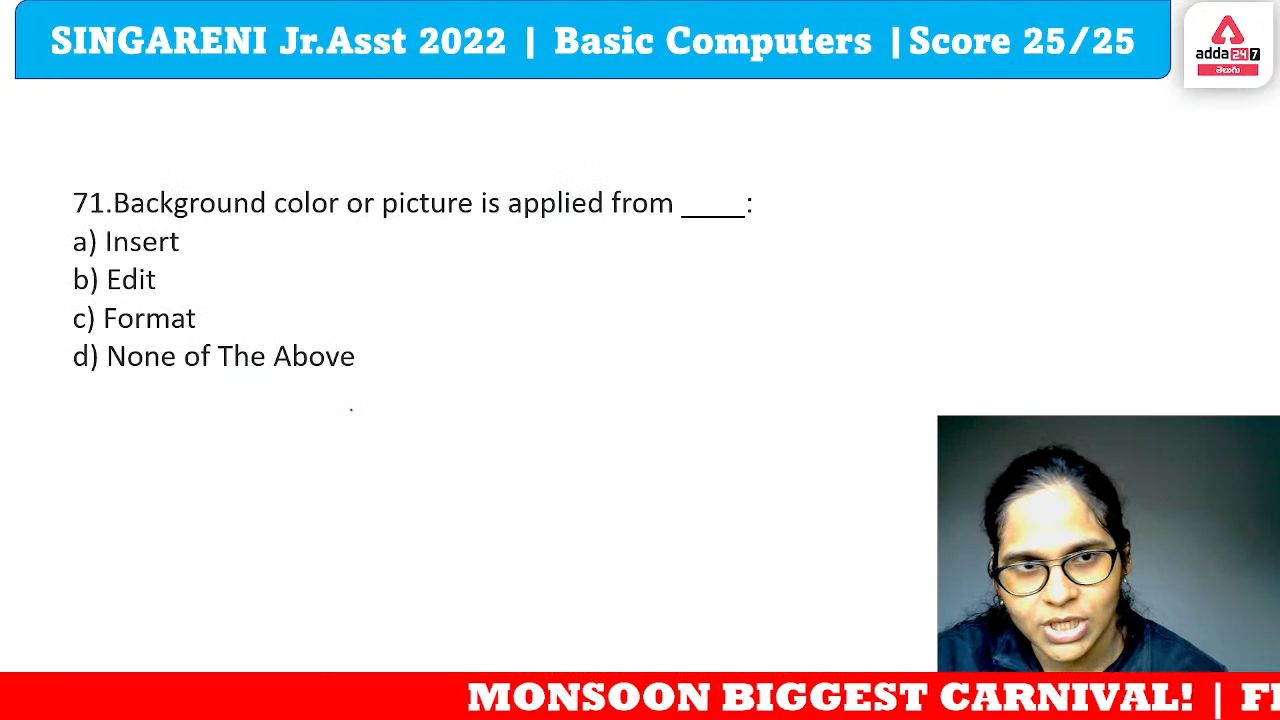 SINGARENI Jr.Asst 2022 | Basic Computers |Score 25/25
adda247
తెలుగు
71.Background color or picture is applied from ____:
a) Insert
b) Edit
c) Format
d) None of The Above
MONSOON BIGGEST CARNIVAL! |